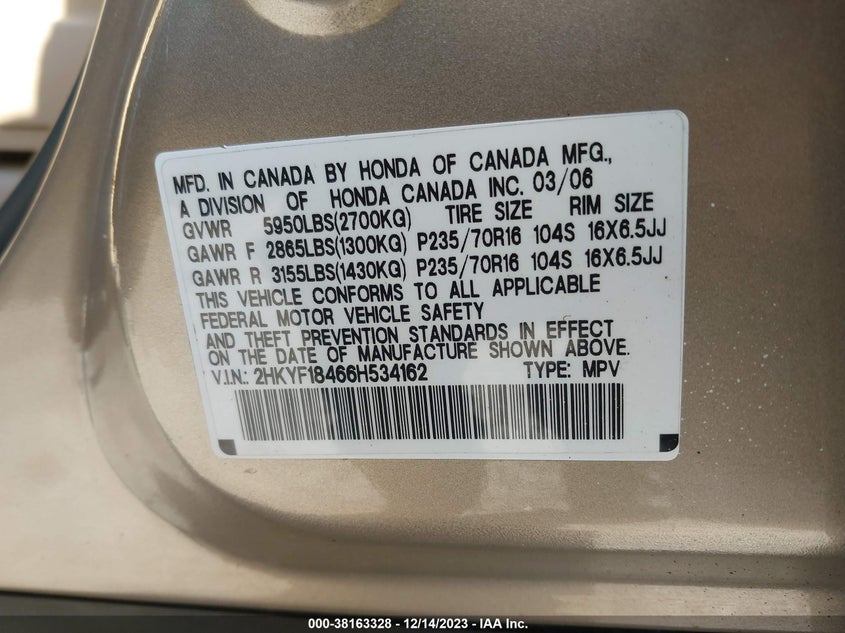 MFD. IN CANADA BY HONDA OF CANADA MFG.,
A DIVISION OF HONDA CANADA INC. 03/06
GVWR 5950LBS(2700KG) TIRE SIZE RIM SIZE
GAWR F 2865LBS(1300KG) P235/70R16 104S 16X6.5JJ
GAWR R 3155LBS(1430KG) P235/70R16 104S 16X6.5JJ
THIS VEHICLE CONFORMS TO ALL APPLICABLE
FEDERAL MOTOR VEHICLE SAFETY
AND THEFT PREVENTION STANDARDS IN EFFECT
ON THE DATE OF MANUFACTURE SHOWN ABOVE.
V.I.N.: 2HKYF18466H534162 TYPE: MPV
000-38163328 - 12/14/2023 - IAA Inc.